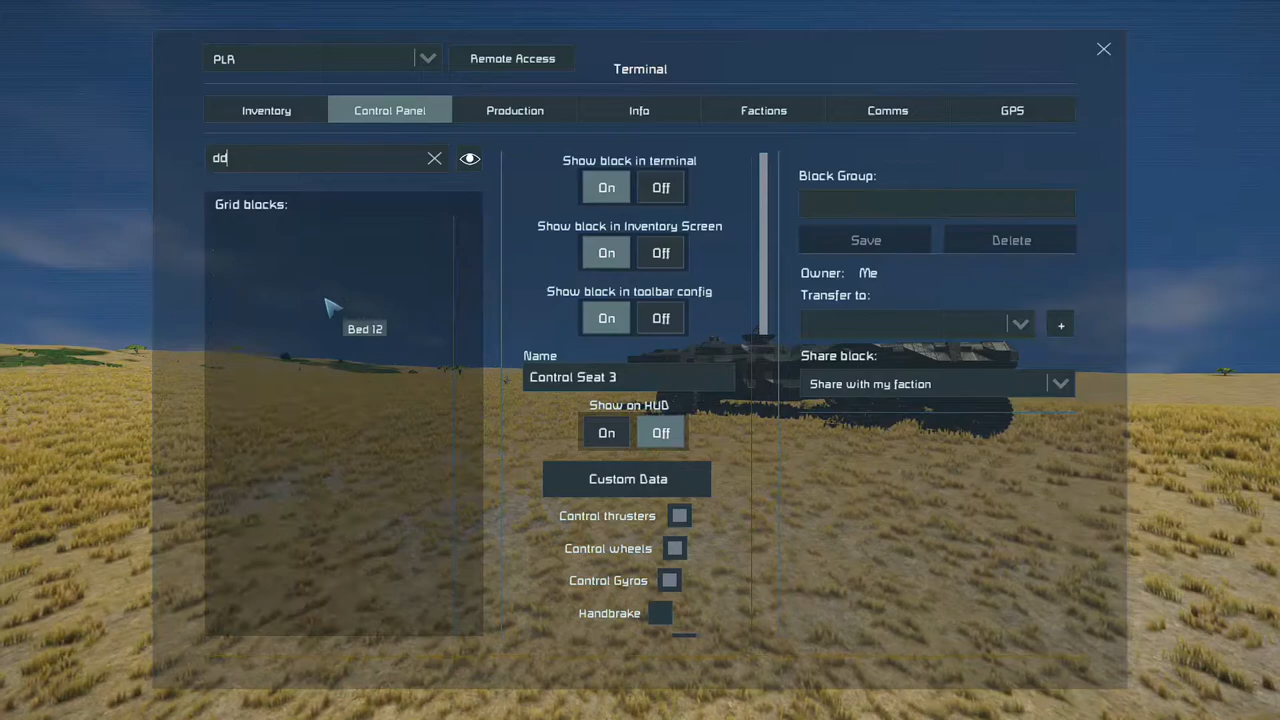 PLR
Remote Access
Terminal
Inventory
Control Panel
Production
Info
Factions
Comms
GPS
dd
Grid blocks:
Bed 12
Show block in terminal
On Off
Show block in Inventory Screen
On Off
Show block in toolbar config
On Off
Name
Control Seat 3
Show on HUD
On Off
Custom Data
Control thrusters
Control wheels
Control Gyros
Handbrake
Block Group:
Save
Delete
Owner: Me
Transfer to:
+
Share block:
Share with my faction